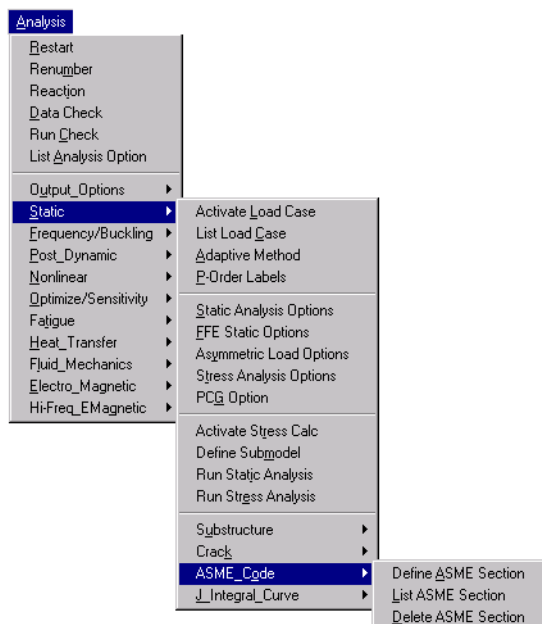 Analysis
Restart
Renumber
Reaction
Data Check
Run Check
List Analysis Option
Output_Options
Static
Frequency/Buckling
Post_Dynamic
Nonlinear
Optimize/Sensitivity
Fatigue
Heat_Transfer
Fluid_Mechanics
Electro_Magnetic
Hi-Freq_EMagnetic
Activate Load Case
List Load Case
Adaptive Method
P-Order Labels
Static Analysis Options
FFE Static Options
Asymmetric Load Options
Stress Analysis Options
PCG Option
Activate Stress Calc
Define Submodel
Run Static Analysis
Run Stress Analysis
Substructure
Crack
ASME_Code
J_Integral_Curve
Define ASME Section
List ASME Section
Delete ASME Section